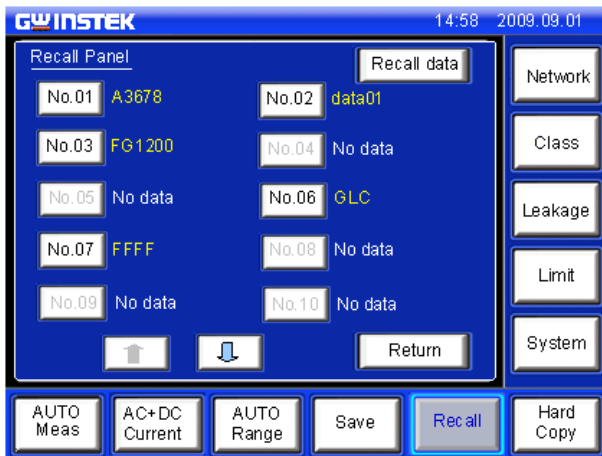 GWINSTEK 14:58 2009.09.01
Recall Panel
Recall data
No.01 A3678 No.02 data01
No.03 FG1200 No.04 No data
No.05 No data No.06 GLC
No.07 FFFF No.08 No data
No.09 No data No.10 No data
Return
Network
Class
Leakage
Limit
System
AUTO
Meas
AC+DC
Current
AUTO
Range
Save
Recall
Hard
Copy